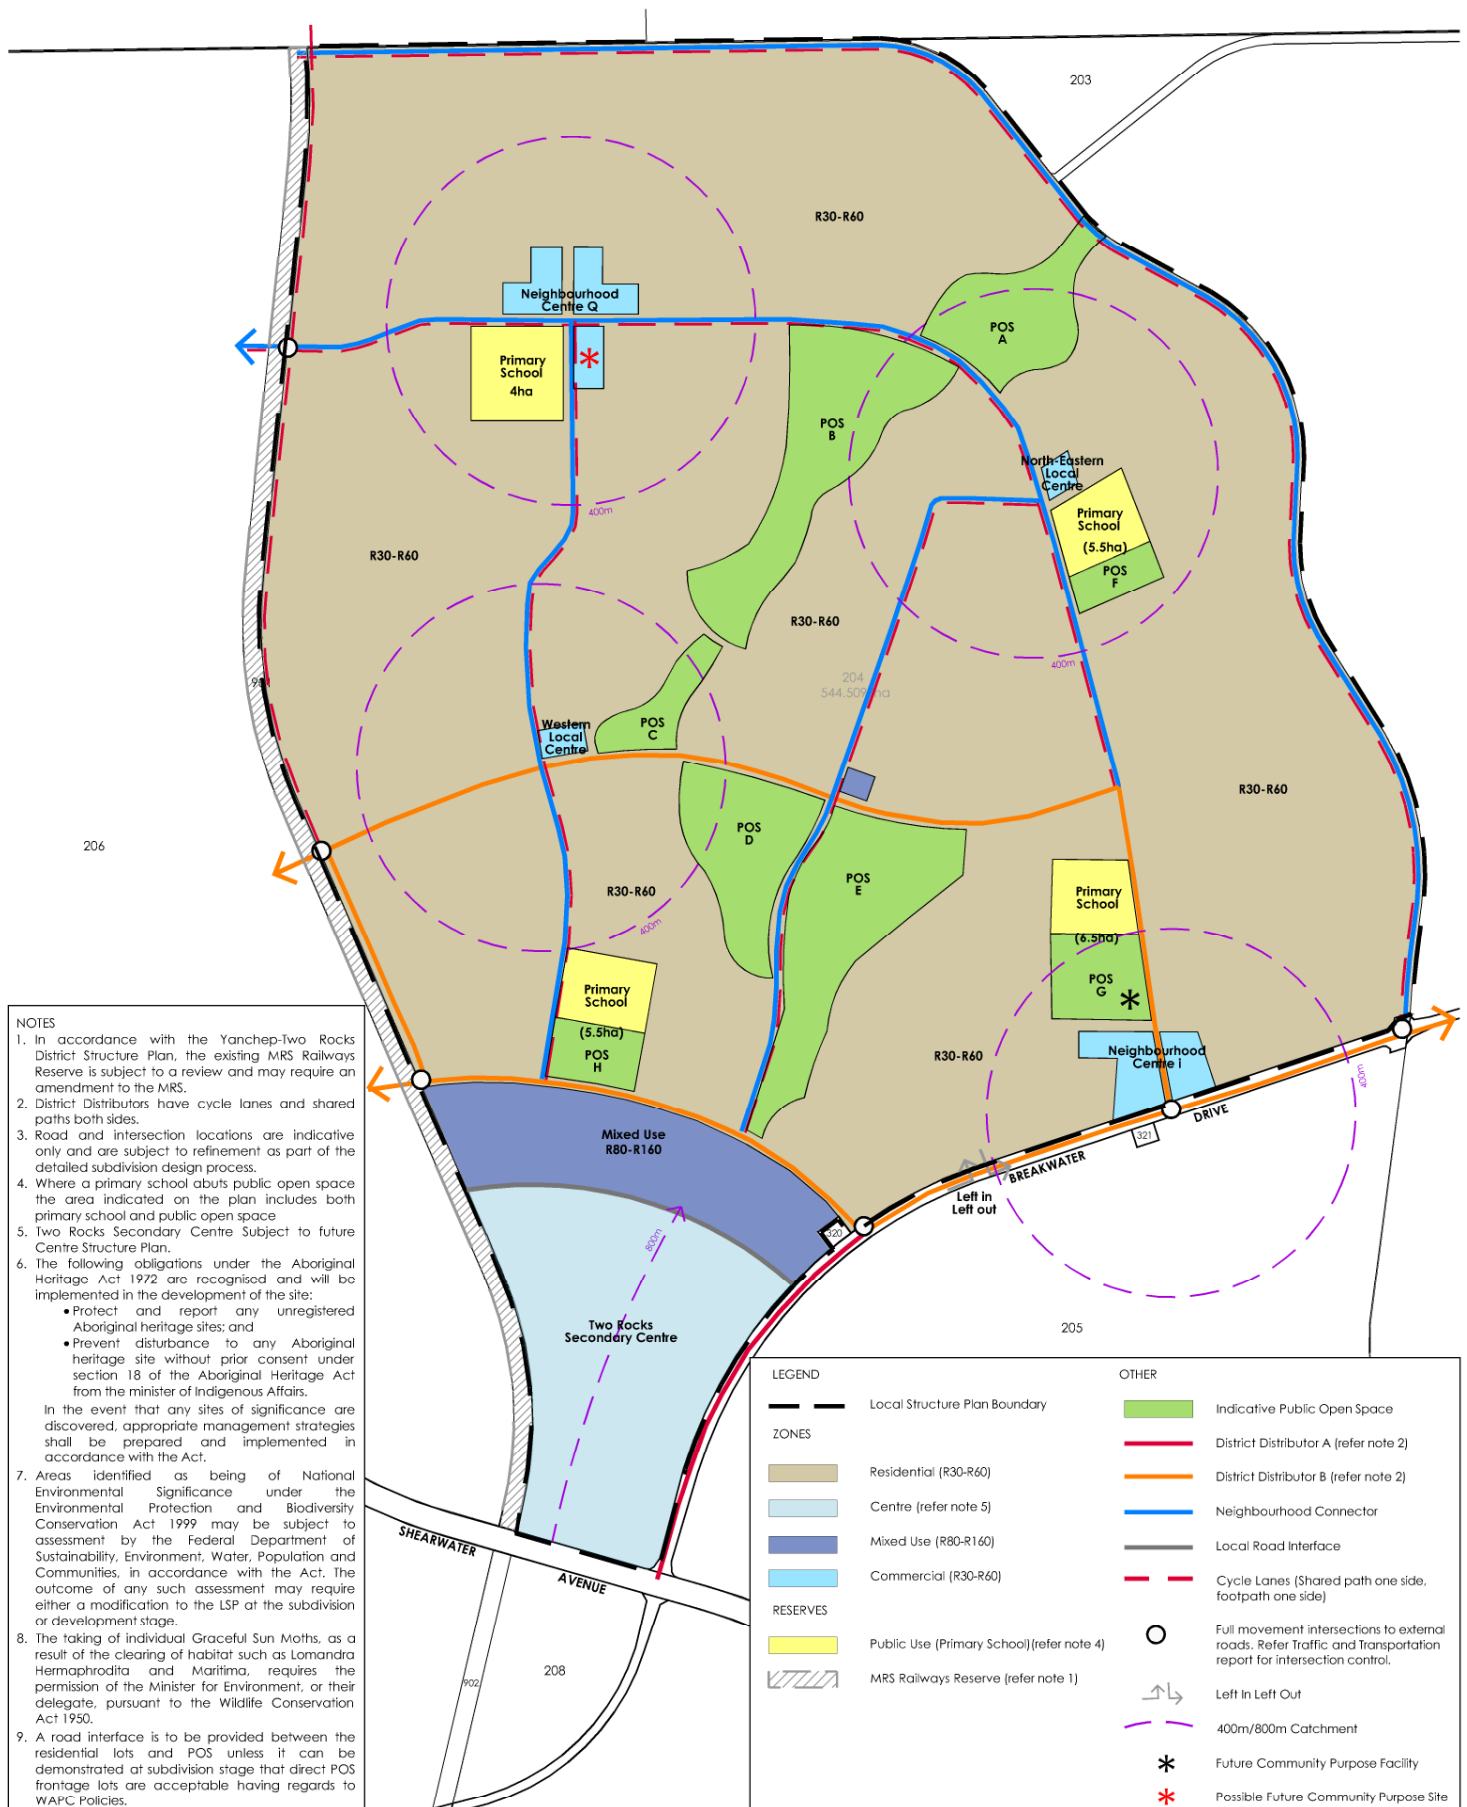 203
R30-R60
Neighbourhood
Centre Q
POS
A
Primary
School
4ha
POS
B
North-Eastern
Local
Centre
400m
Primary
School
(5.5ha)
POS
F
R30-R60
R30-R60
400m
204
544.509 ha
Western
Local
Centre
POS
C
R30-R60
206
POS
D
POS
E
R30-R60
Primary
School
(6.5ha)
POS
G
400m
Primary
School
(5.5ha)
POS
H
R30-R60
Neighbourhood
Centre i
400m
DRIVE
321
BREAKWATER
Left in
Left out
Mixed Use
R80-R160
320
800m
Two Rocks
Secondary Centre
205
SHEARWATER
AVENUE
208
902
NOTES
1. In accordance with the Yanchep-Two Rocks
District Structure Plan, the existing MRS Railways
Reserve is subject to a review and may require an
amendment to the MRS.
2. District Distributors have cycle lanes and shared
paths both sides.
3. Road and intersection locations are indicative
only and are subject to refinement as part of the
detailed subdivision design process.
4. Where a primary school abuts public open space
the area indicated on the plan includes both
primary school and public open space
5. Two Rocks Secondary Centre Subject to future
Centre Structure Plan.
6. The following obligations under the Aboriginal
Heritage Act 1972 are recognised and will be
implemented in the development of the site:
• Protect and report any unregistered
Aboriginal heritage sites; and
• Prevent disturbance to any Aboriginal
heritage site without prior consent under
section 18 of the Aboriginal Heritage Act
from the minister of Indigenous Affairs.
In the event that any sites of significance are
discovered, appropriate management strategies
shall be prepared and implemented in
accordance with the Act.
7. Areas identified as being of National
Environmental Significance under the
Environmental Protection and Biodiversity
Conservation Act 1999 may be subject to
assessment by the Federal Department of
Sustainability, Environment, Water, Population and
Communities, in accordance with the Act. The
outcome of any such assessment may require
either a modification to the LSP at the subdivision
or development stage.
8. The taking of individual Graceful Sun Moths, as a
result of the clearing of habitat such as Lomandra
Hermaphrodita and Maritima, requires the
permission of the Minister for Environment, or their
delegate, pursuant to the Wildlife Conservation
Act 1950.
9. A road interface is to be provided between the
residential lots and POS unless it can be
demonstrated at subdivision stage that direct POS
frontage lots are acceptable having regards to
WAPC Policies.
LEGEND
Local Structure Plan Boundary
ZONES
Residential (R30-R60)
Centre (refer note 5)
Mixed Use (R80-R160)
Commercial (R30-R60)
RESERVES
Public Use (Primary School)(refer note 4)
MRS Railways Reserve (refer note 1)
OTHER
Indicative Public Open Space
District Distributor A (refer note 2)
District Distributor B (refer note 2)
Neighbourhood Connector
Local Road Interface
Cycle Lanes (Shared path one side,
footpath one side)
Full movement intersections to external
roads. Refer Traffic and Transportation
report for intersection control.
Left In Left Out
400m/800m Catchment
Future Community Purpose Facility
Possible Future Community Purpose Site